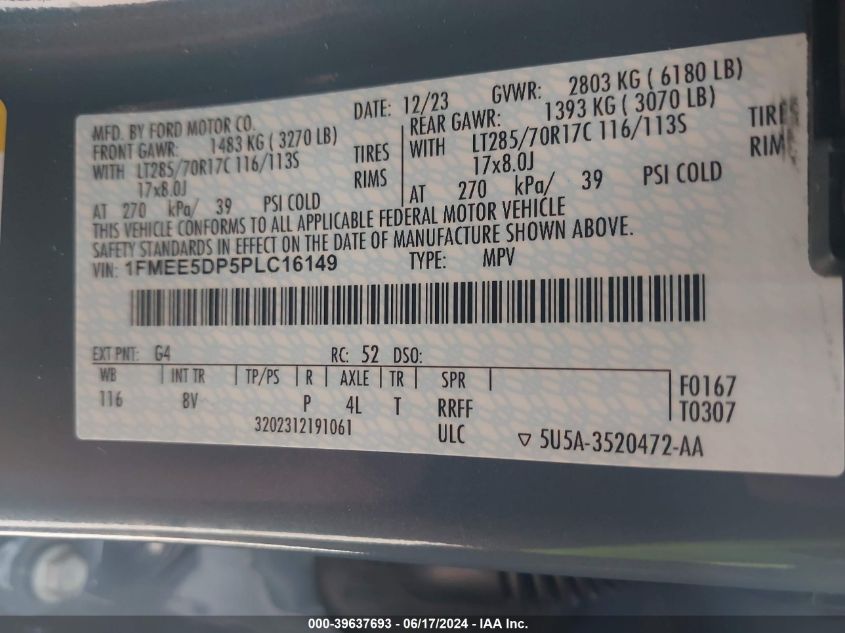 MFD. BY FORD MOTOR CO.
DATE: 12/23 GVWR: 2803 KG ( 6180 LB)
FRONT GAWR: 1483 KG ( 3270 LB)
REAR GAWR: 1393 KG ( 3070 LB)
WITH LT285/70R17C 116/113S TIRES
WITH LT285/70R17C 116/113S
17x8.0J RIMS
17x8.0J RIM
AT 270 kPa/ 39 PSI COLD
AT 270 kPa/ 39 PSI COLD
THIS VEHICLE CONFORMS TO ALL APPLICABLE FEDERAL MOTOR VEHICLE
SAFETY STANDARDS IN EFFECT ON THE DATE OF MANUFACTURE SHOWN ABOVE.
VIN: 1FMEE5DP5PLC16149 TYPE: MPV
EXT PNT: G4 RC: 52 DSO:
WB INT TR TP/PS R AXLE TR SPR
116 8V P 4L T RRFF
F0167
T0307
3202312191061 ULC
▽ 5U5A-3520472-AA
000-39637693 - 06/17/2024 - IAA Inc.